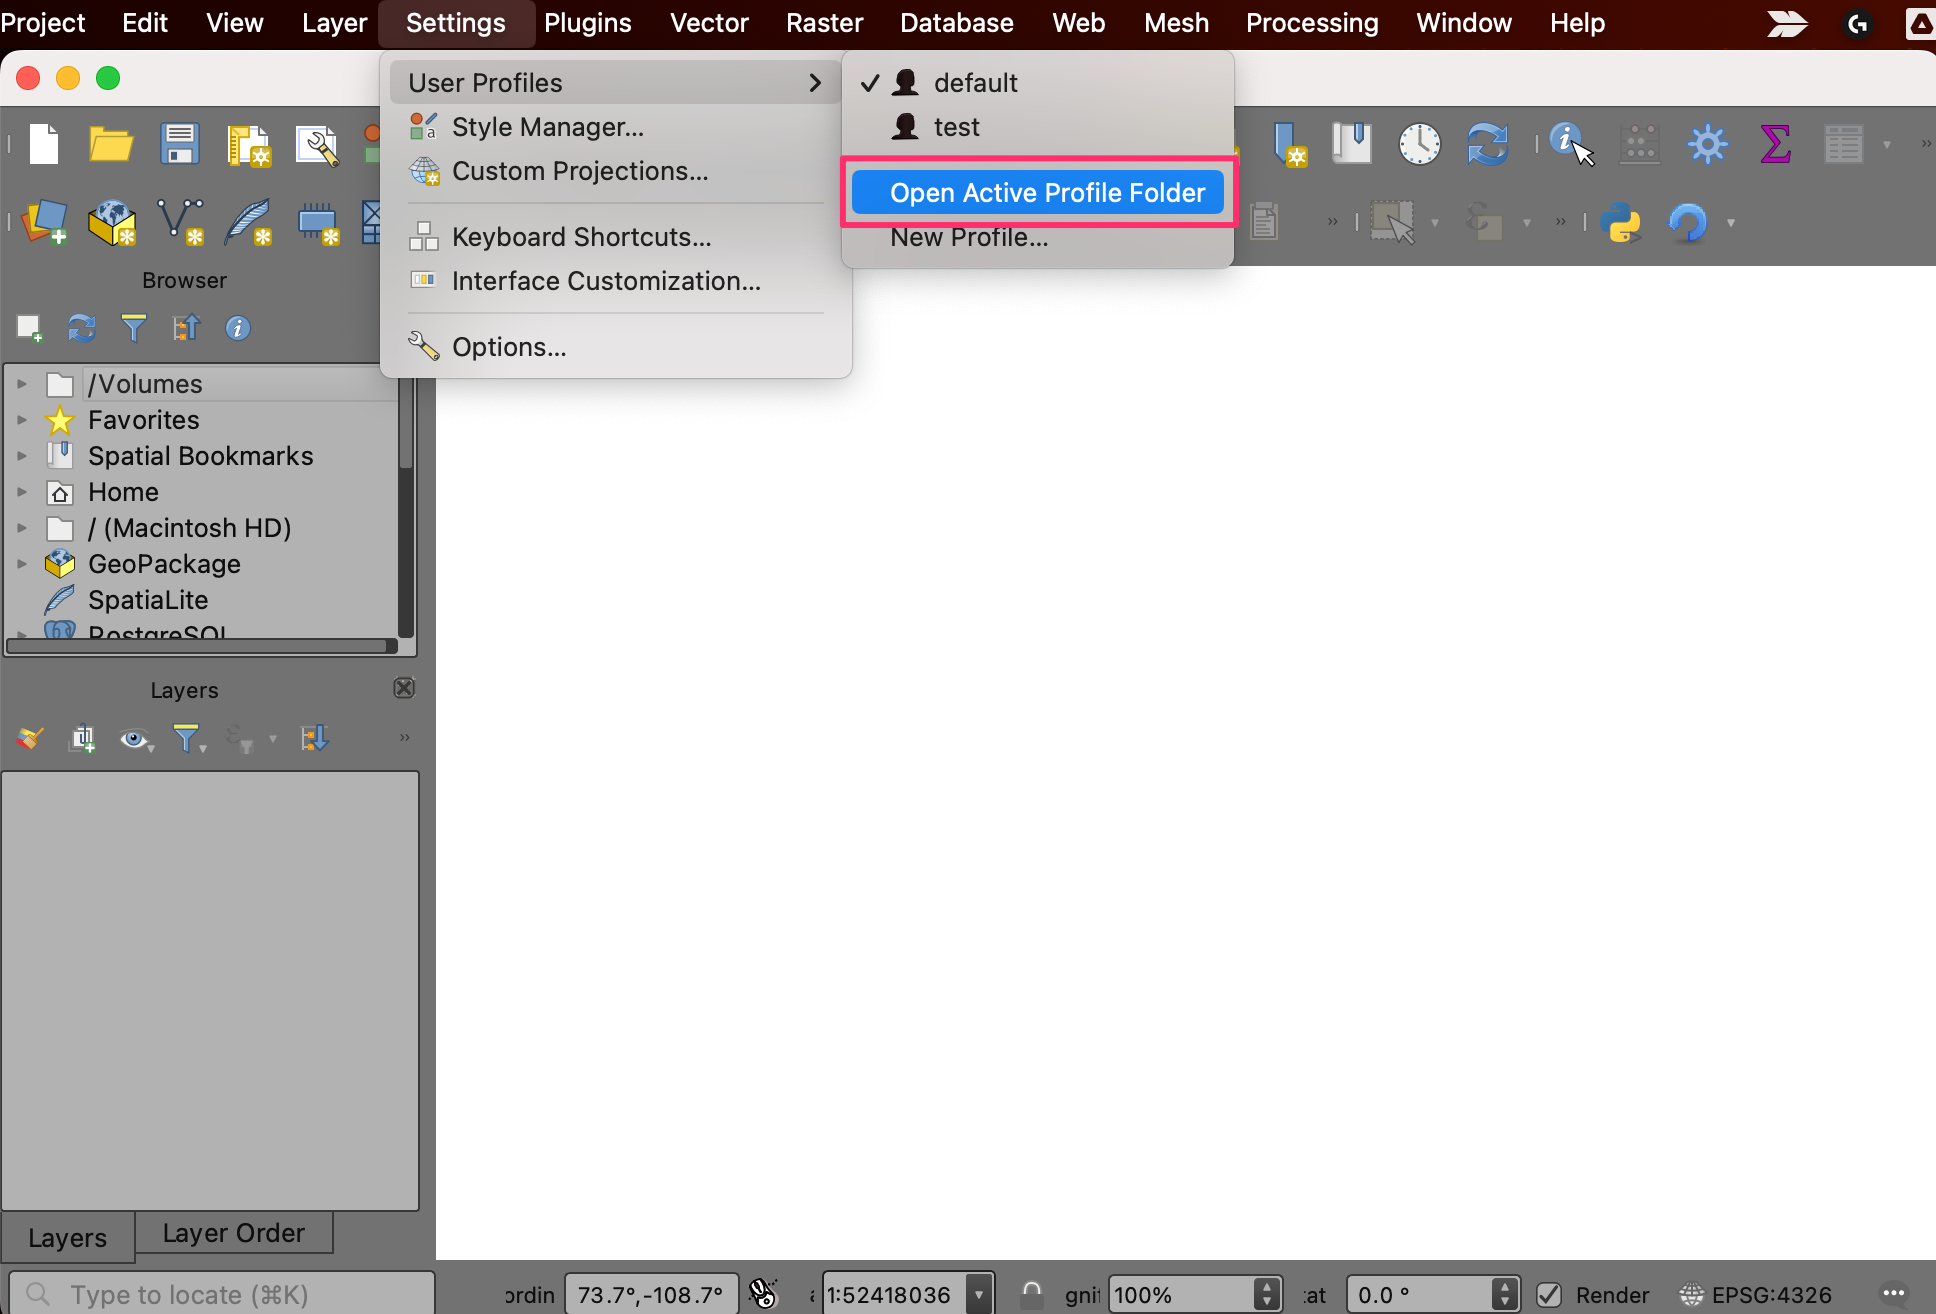 Project Edit View Layer Settings Plugins Vector Raster Database Web Mesh Processing Window Help
User Profiles
Style Manager...
Custom Projections...
Keyboard Shortcuts...
Interface Customization...
Options...
default
test
Open Active Profile Folder
New Profile...
Browser
/Volumes
Favorites
Spatial Bookmarks
Home
/ (Macintosh HD)
GeoPackage
SpatiaLite
PostgreSQL
Layers
Layers Layer Order
Type to locate (⌘K) ordin 73.7°,-108.7° 1:52418036 gni 100% at 0.0 ° Render EPSG:4326